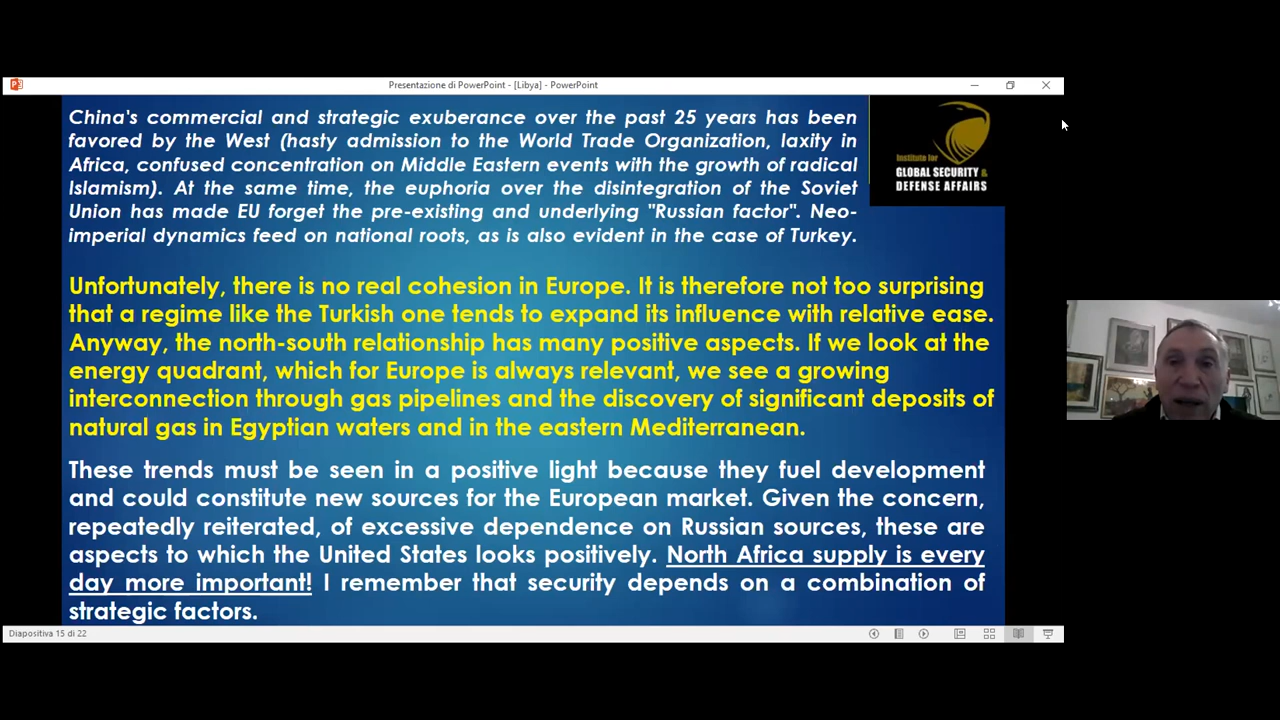 Presentazione di PowerPoint - [Libya] - PowerPoint
China's commercial and strategic exuberance over the past 25 years has been
favored by the West (hasty admission to the World Trade Organization, laxity in
Africa, confused concentration on Middle Eastern events with the growth of radical
Islamism). At the same time, the euphoria over the disintegration of the Soviet
Union has made EU forget the pre-existing and underlying "Russian factor". Neo-
imperial dynamics feed on national roots, as is also evident in the case of Turkey.
Institute for
GLOBAL SECURITY &
DEFENSE AFFAIRS
Unfortunately, there is no real cohesion in Europe. It is therefore not too surprising
that a regime like the Turkish one tends to expand its influence with relative ease.
Anyway, the north-south relationship has many positive aspects. If we look at the
energy quadrant, which for Europe is always relevant, we see a growing
interconnection through gas pipelines and the discovery of significant deposits of
natural gas in Egyptian waters and in the eastern Mediterranean.
These trends must be seen in a positive light because they fuel development
and could constitute new sources for the European market. Given the concern,
repeatedly reiterated, of excessive dependence on Russian sources, these are
aspects to which the United States looks positively. North Africa supply is every
day more important! I remember that security depends on a combination of
strategic factors.
Diapositiva 15 di 22